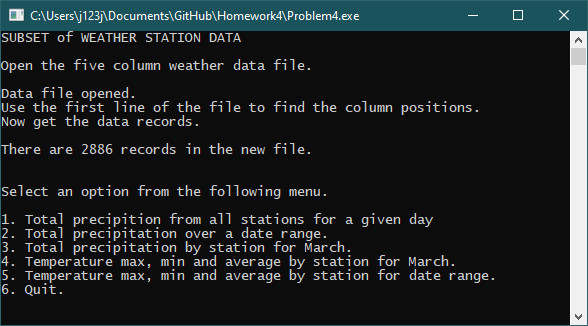 C:\Users\j123j\Documents\GitHub\Homework4\Problem4.exe
SUBSET of WEATHER STATION DATA
Open the five column weather data file.
Data file opened.
Use the first line of the file to find the column positions.
Now get the data records.
There are 2886 records in the new file.
Select an option from the following menu.
1. Total precipition from all stations for a given day
2. Total precipitation over a date range.
3. Total precipitation by station for March.
4. Temperature max, min and average by station for March.
5. Temperature max, min and average by station for date range.
6. Quit.